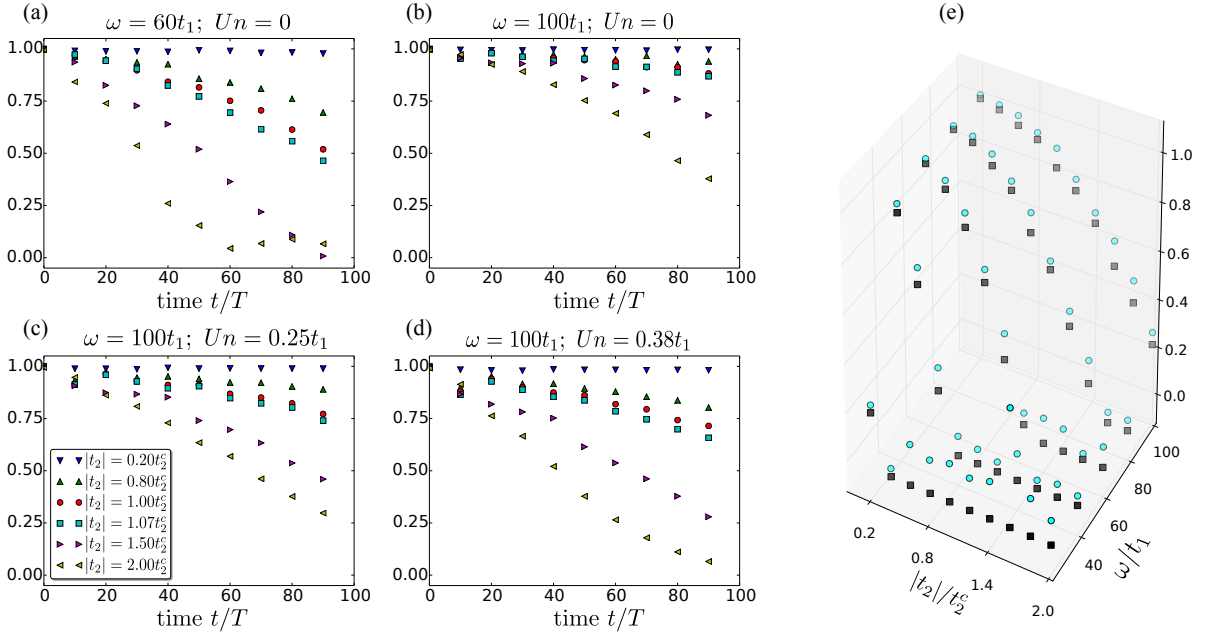 (a)
ω = 60t₁; Un = 0
1.00
0.75
0.50
0.25
0.00
0 20 40 60 80 100
time t/T
(b)
ω = 100t₁; Un = 0
1.00
0.75
0.50
0.25
0.00
0 20 40 60 80 100
time t/T
(c)
ω = 100t₁; Un = 0.25t₁
1.00
0.75
0.50
0.25
0.00
|t₂| = 0.20t₂ᶜ
|t₂| = 0.80t₂ᶜ
|t₂| = 1.00t₂ᶜ
|t₂| = 1.07t₂ᶜ
|t₂| = 1.50t₂ᶜ
|t₂| = 2.00t₂ᶜ
0 20 40 60 80 100
time t/T
(d)
ω = 100t₁; Un = 0.38t₁
1.00
0.75
0.50
0.25
0.00
0 20 40 60 80 100
time t/T
(e)
1.0
0.8
0.6
0.4
0.2
0.0
100
80
60
40
ω/t₁
0.2
0.8
1.4
2.0
|t₂|/t₂ᶜ